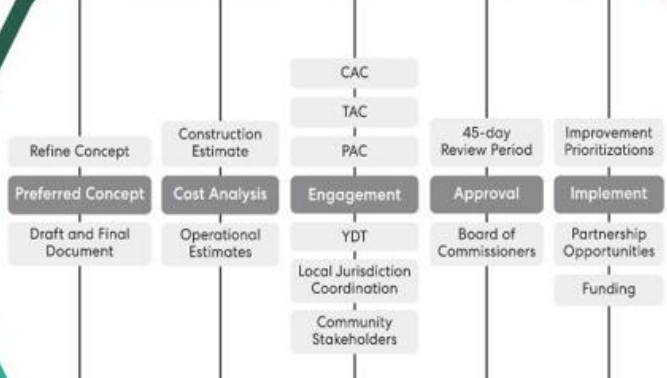 Refine Concept
Preferred Concept
Draft and Final
Document
Construction
Estimate
Cost Analysis
Operational
Estimates
CAC
TAC
PAC
Engagement
YDT
Local Jurisdiction
Coordination
Community
Stakeholders
45-day
Review Period
Approval
Board of
Commissioners
Improvement
Prioritizations
Implement
Partnership
Opportunities
Funding